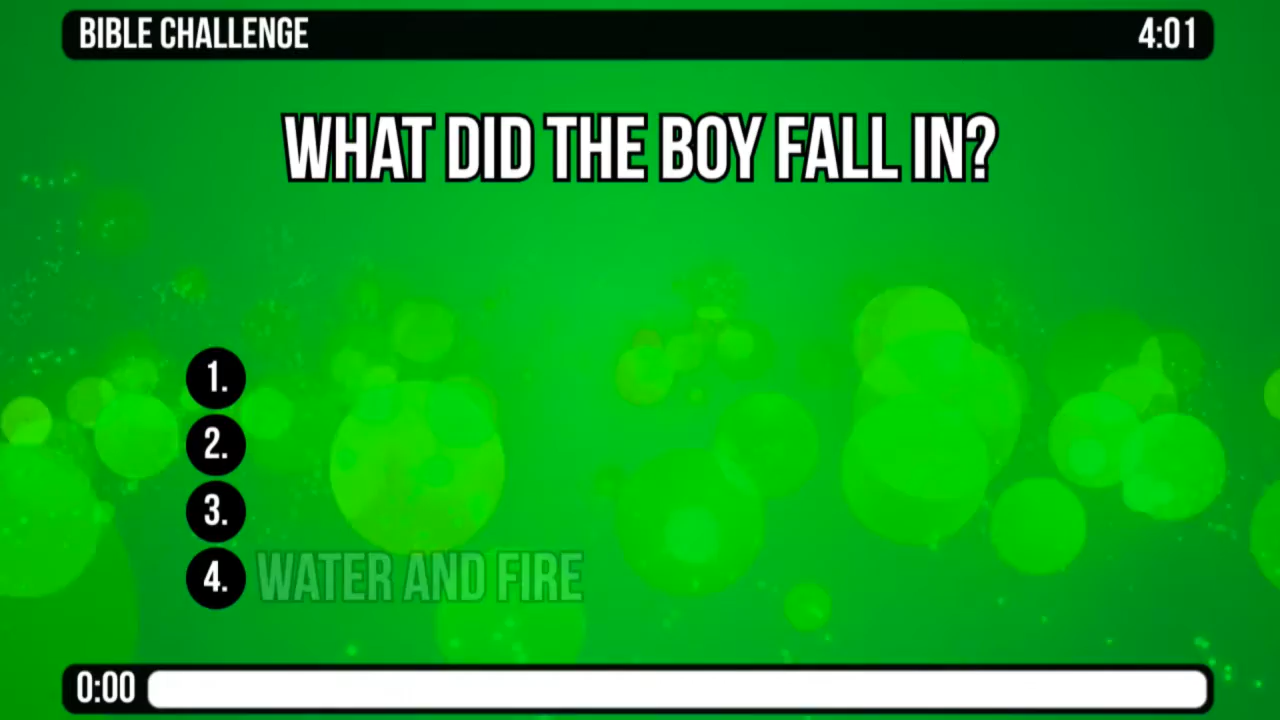 BIBLE CHALLENGE 4:01
WHAT DID THE BOY FALL IN?
1.
2.
3.
4. WATER AND FIRE
0:00